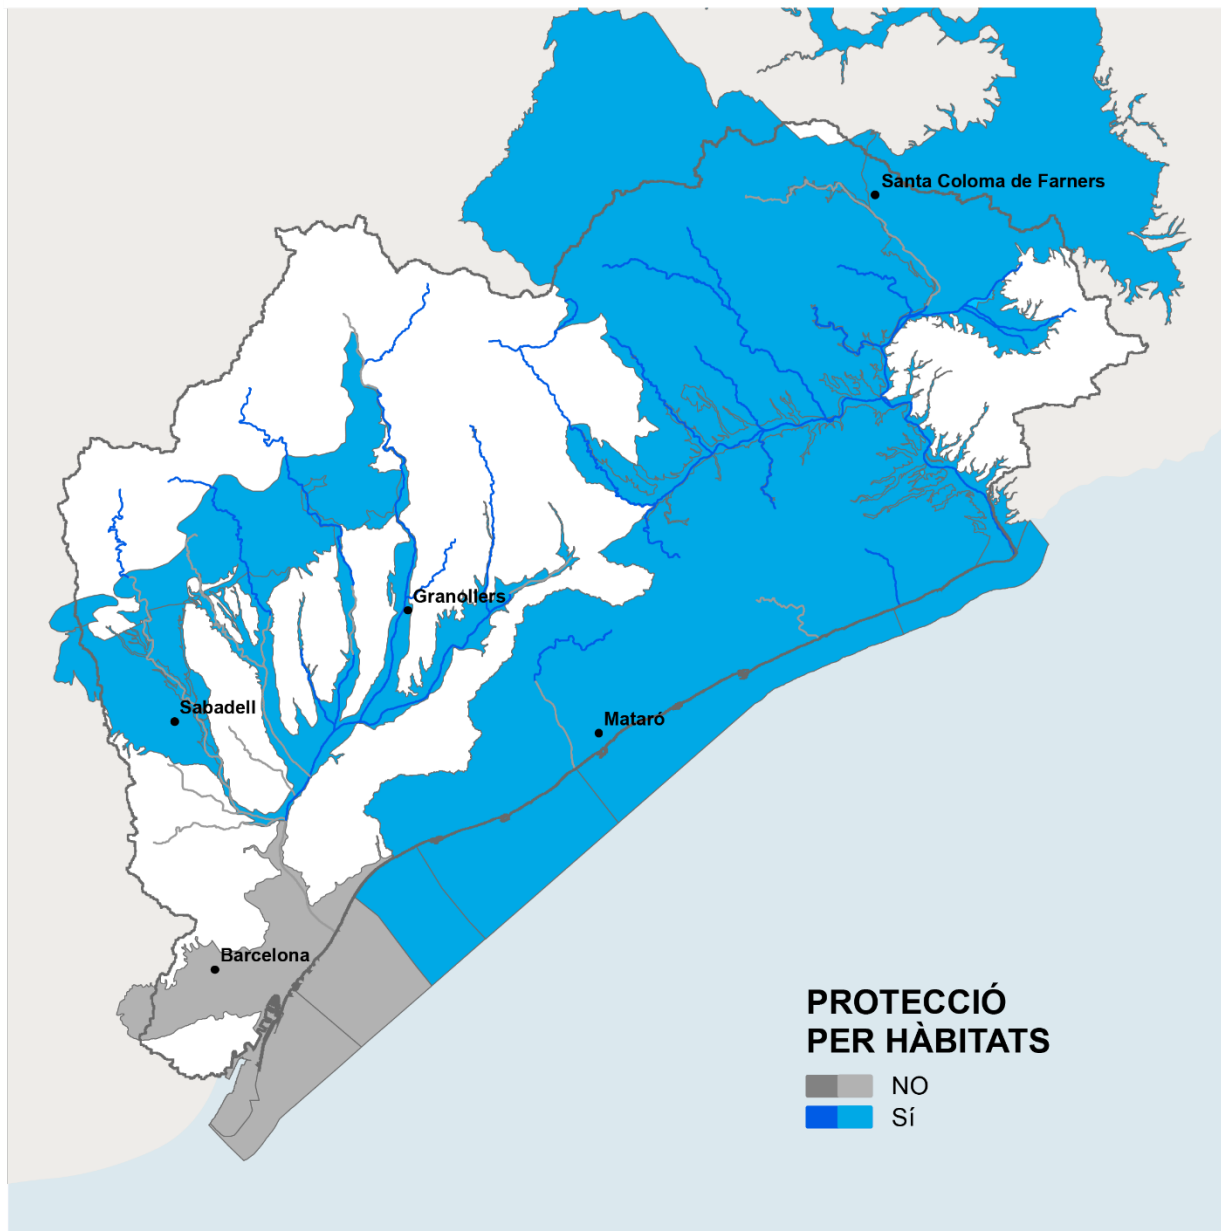 Santa Coloma de Farners
Granollers
Sabadell
Mataró
Barcelona
PROTECCIÓ
PER HÀBITATS
NO
Sí